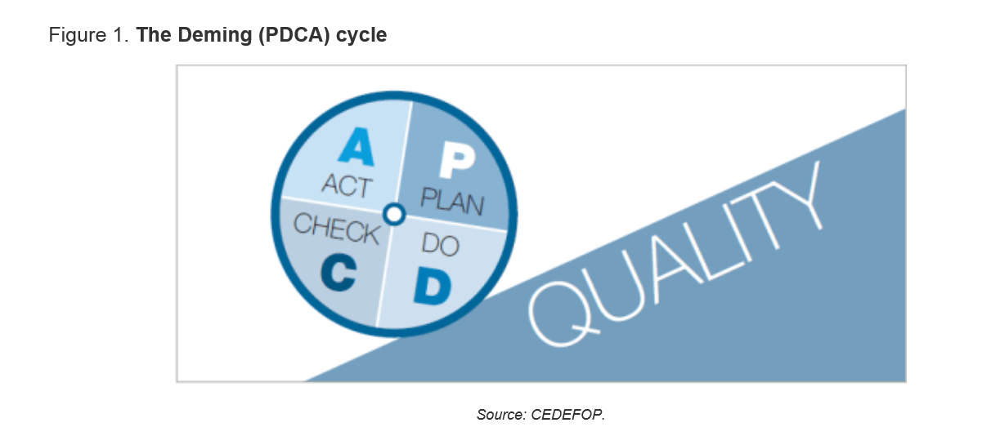 Figure 1. The Deming (PDCA) cycle
A
ACT
P
PLAN
CHECK
C
DO
D
QUALITY
Source: CEDEFOP.